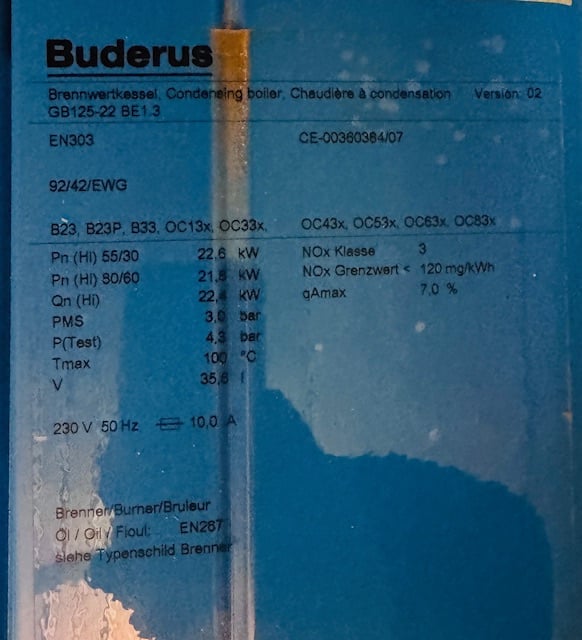 Buderus
Brennwertkessel, Condensing boiler, Chaudière à condensation Version: 02
GB125-22 BE1.3
EN303 CE-00360384/07
92/42/EWG
B23, B23P, B33, OC13x, OC33x, OC43x, OC53x, OC63x, OC83x
Pn (Hi) 55/30 22,6 kW NOx Klasse 3
Pn (Hi) 80/60 21,8 kW NOx Grenzwert < 120 mg/kWh
Qn (Hi) 22,4 kW qAmax 7,0 %
PMS 3,0 bar
P(Test) 4,3 bar
Tmax 100 °C
V 35,6 l
230 V 50 Hz 10,0 A
Brenner/Burner/Bruleur
Öl / Oil / Fioul: EN267
siehe Typenschild Brenner